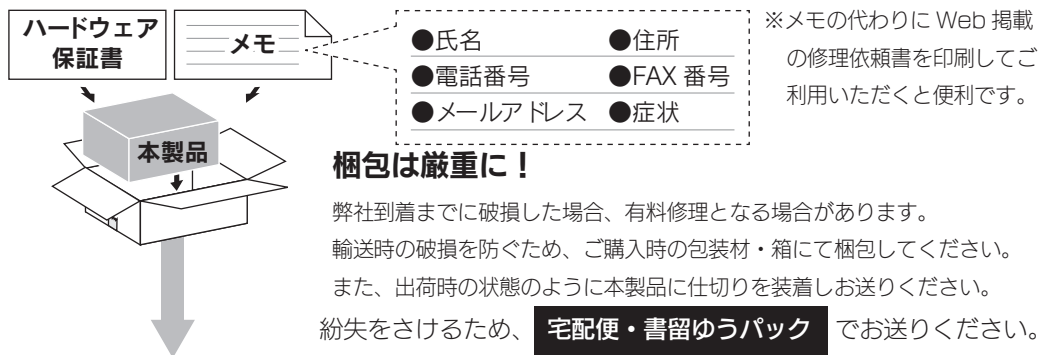 ハードウェア
保証書
メモ
●氏名 ●住所
●電話番号 ●FAX 番号
●メールアドレス ●症状
※メモの代わりに Web 掲載
の修理依頼書を印刷してご
利用いただくと便利です。
本製品
梱包は厳重に！
弊社到着までに破損した場合、有料修理となる場合があります。
輸送時の破損を防ぐため、ご購入時の包装材・箱にて梱包してください。
また、出荷時の状態のように本製品に仕切りを装着しお送りください。
紛失をさけるため、 宅配便・書留ゆうパック でお送りください。